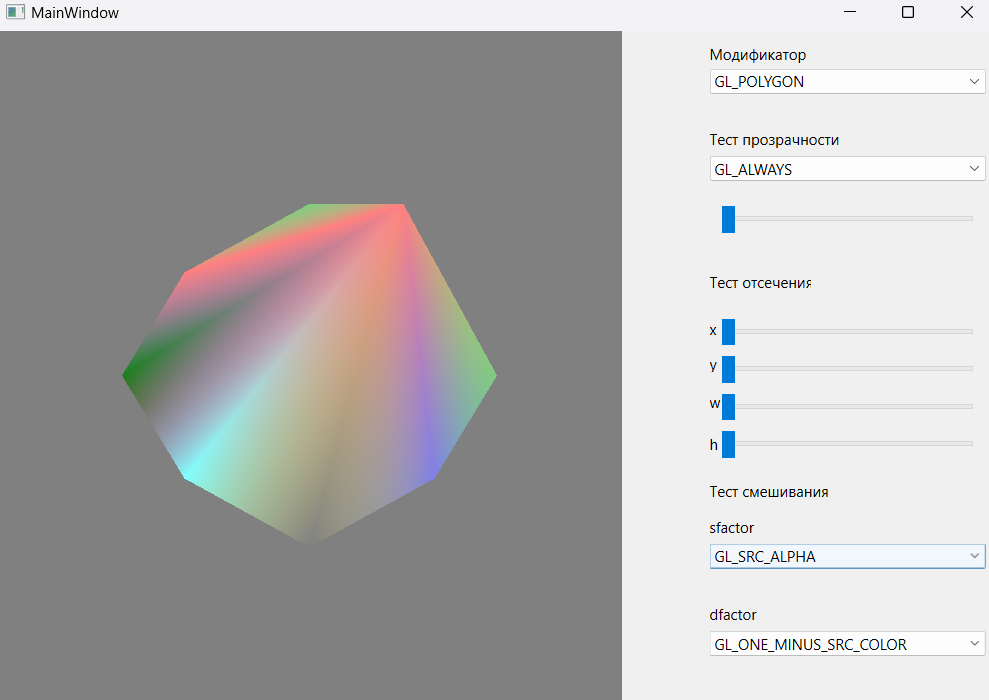 MainWindow
Модификатор
GL_POLYGON
Тест прозрачности
GL_ALWAYS
Тест отсечения
x
y
w
h
Тест смешивания
sfactor
GL_SRC_ALPHA
dfactor
GL_ONE_MINUS_SRC_COLOR